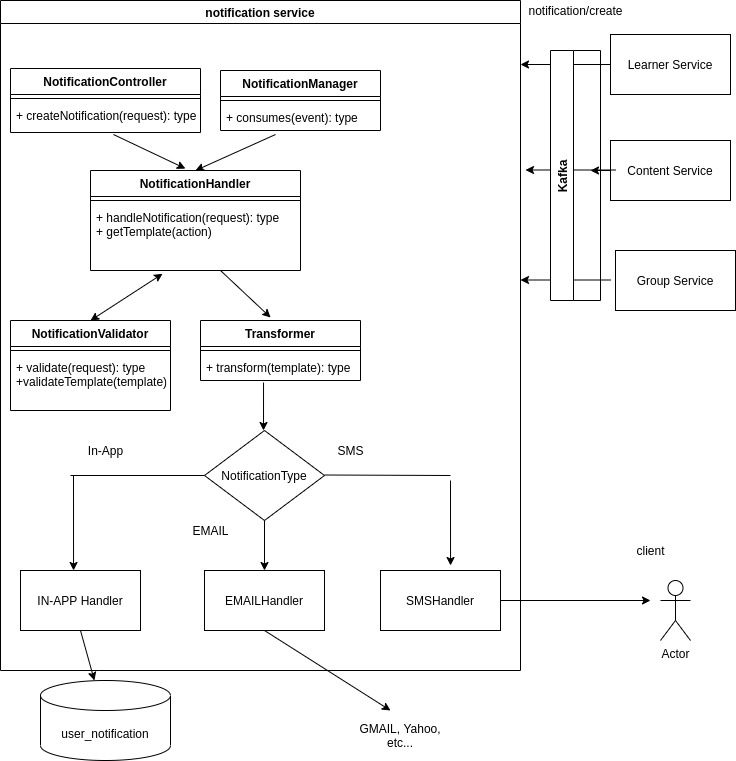 notification service
notification/create
NotificationController
+ createNotification(request): type
NotificationManager
+ consumes(event): type
Learner Service
Kafka
Content Service
NotificationHandler
+ handleNotification(request): type
+ getTemplate(action)
Group Service
NotificationValidator
+ validate(request): type
+validateTemplate(template)
Transformer
+ transform(template): type
In-App
NotificationType
SMS
EMAIL
client
IN-APP Handler
EMAILHandler
SMSHandler
Actor
user_notification
GMAIL, Yahoo,
etc...